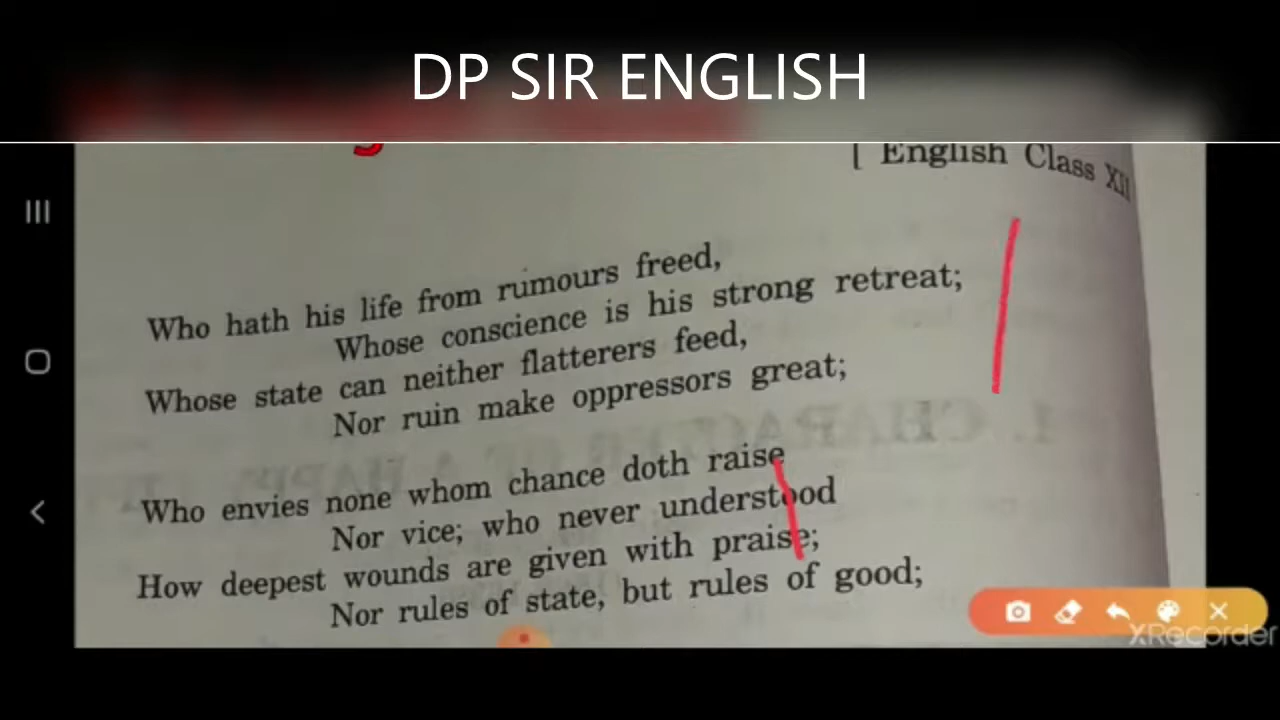 DP SIR ENGLISH
[ English Class XII
Who hath his life from rumours freed,
Whose conscience is his strong retreat;
Whose state can neither flatterers feed,
Nor ruin make oppressors great;
Who envies none whom chance doth raise
Nor vice; who never understood
How deepest wounds are given with praise;
Nor rules of state, but rules of good;
XRecorder